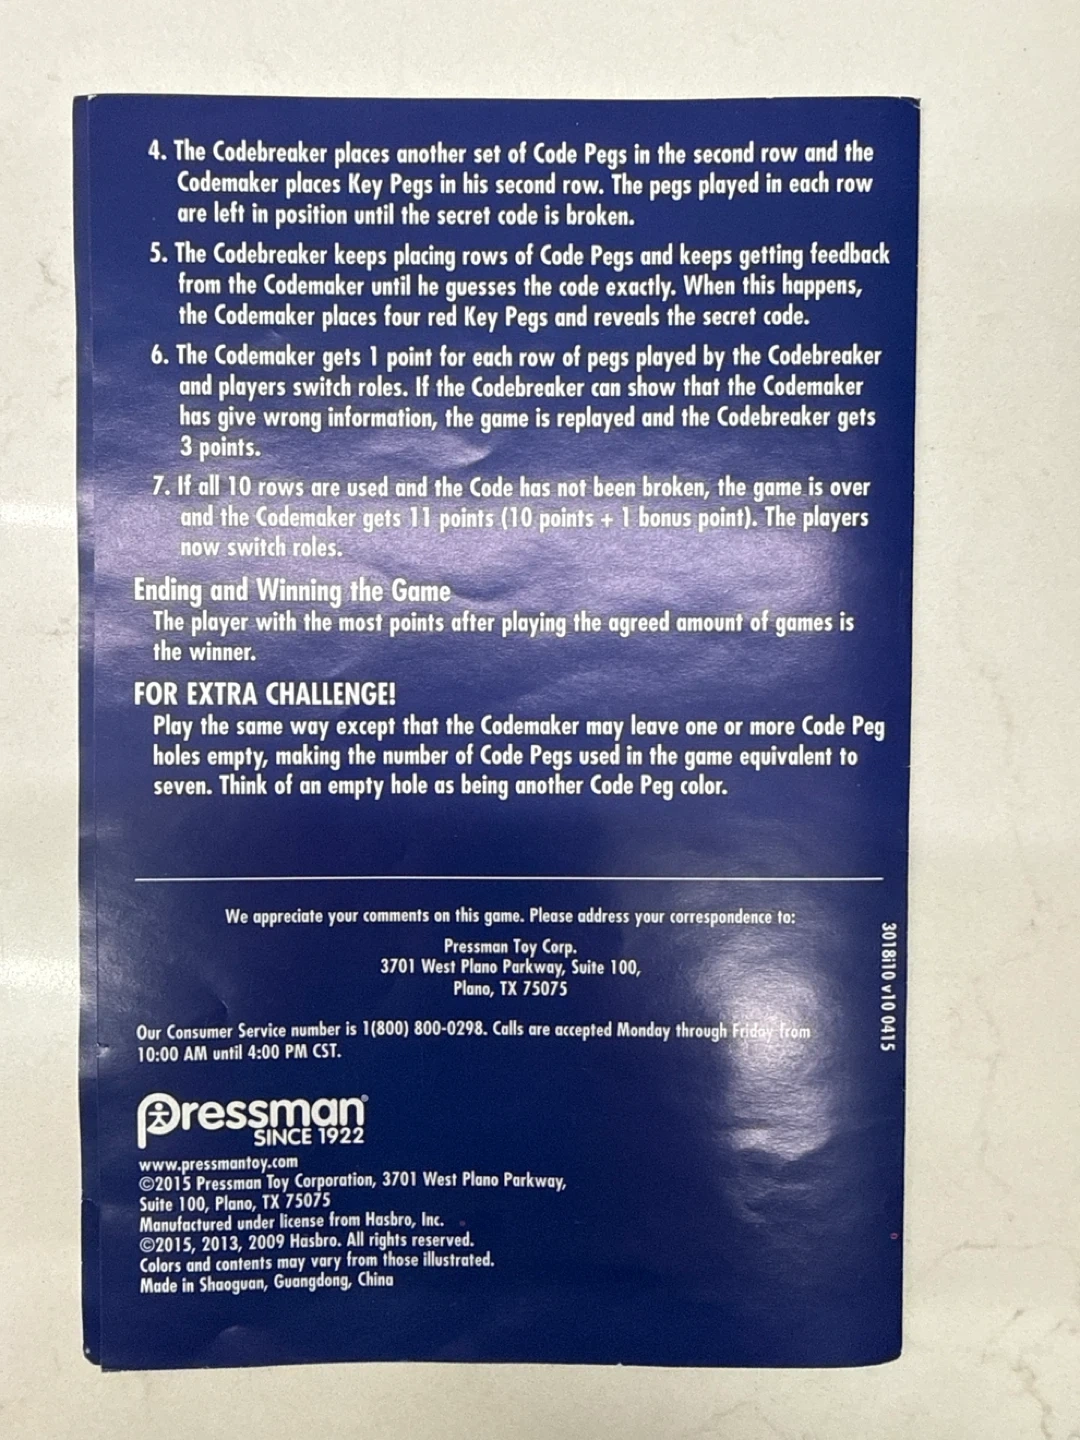 4. The Codebreaker places another set of Code Pegs in the second row and the
Codemaker places Key Pegs in his second row. The pegs played in each row
are left in position until the secret code is broken.
5. The Codebreaker keeps placing rows of Code Pegs and keeps getting feedback
from the Codemaker until he guesses the code exactly. When this happens,
the Codemaker places four red Key Pegs and reveals the secret code.
6. The Codemaker gets 1 point for each row of pegs played by the Codebreaker
and players switch roles. If the Codebreaker can show that the Codemaker
has give wrong information, the game is replayed and the Codebreaker gets
3 points.
7. If all 10 rows are used and the Code has not been broken, the game is over
and the Codemaker gets 11 points (10 points + 1 bonus point). The players
now switch roles.
Ending and Winning the Game
The player with the most points after playing the agreed amount of games is
the winner.
FOR EXTRA CHALLENGE!
Play the same way except that the Codemaker may leave one or more Code Peg
holes empty, making the number of Code Pegs used in the game equivalent to
seven. Think of an empty hole as being another Code Peg color.
We appreciate your comments on this game. Please address your correspondence to:
Pressman Toy Corp.
3701 West Plano Parkway, Suite 100,
Plano, TX 75075
Our Consumer Service number is 1(800) 800-0298. Calls are accepted Monday through Friday from
10:00 AM until 4:00 PM CST.
3018i10 v10 0415
Pressman®
SINCE 1922
www.pressmantoy.com
©2015 Pressman Toy Corporation, 3701 West Plano Parkway,
Suite 100, Plano, TX 75075
Manufactured under license from Hasbro, Inc.
©2015, 2013, 2009 Hasbro. All rights reserved.
Colors and contents may vary from those illustrated.
Made in Shaoguan, Guangdong, China